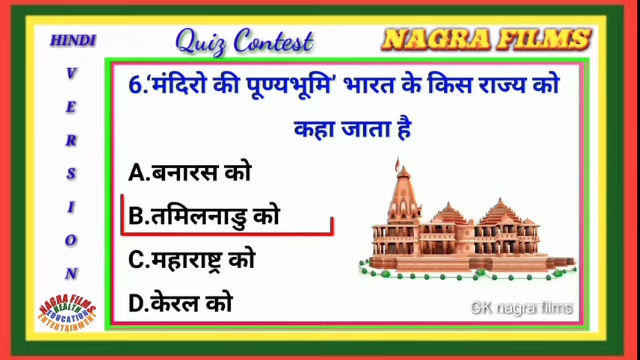 HINDI
Quiz Contest
NAGRA FILMS
VERSION
6.‘मंदिरो की पूण्यभूमि’ भारत के किस राज्य को
कहा जाता है
A.बनारस को
B.तमिलनाडु को
C.महाराष्ट्र को
D.केरल को
NAGRA FILMS
HEALTH
EDUCATION
ENTERTAINMENT
GK nagra films